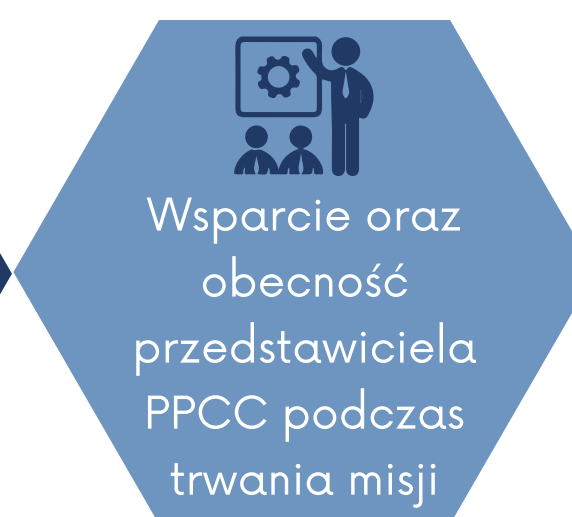 Wsparcie oraz
obecność
przedstawiciela
PPCC podczas
trwania misji